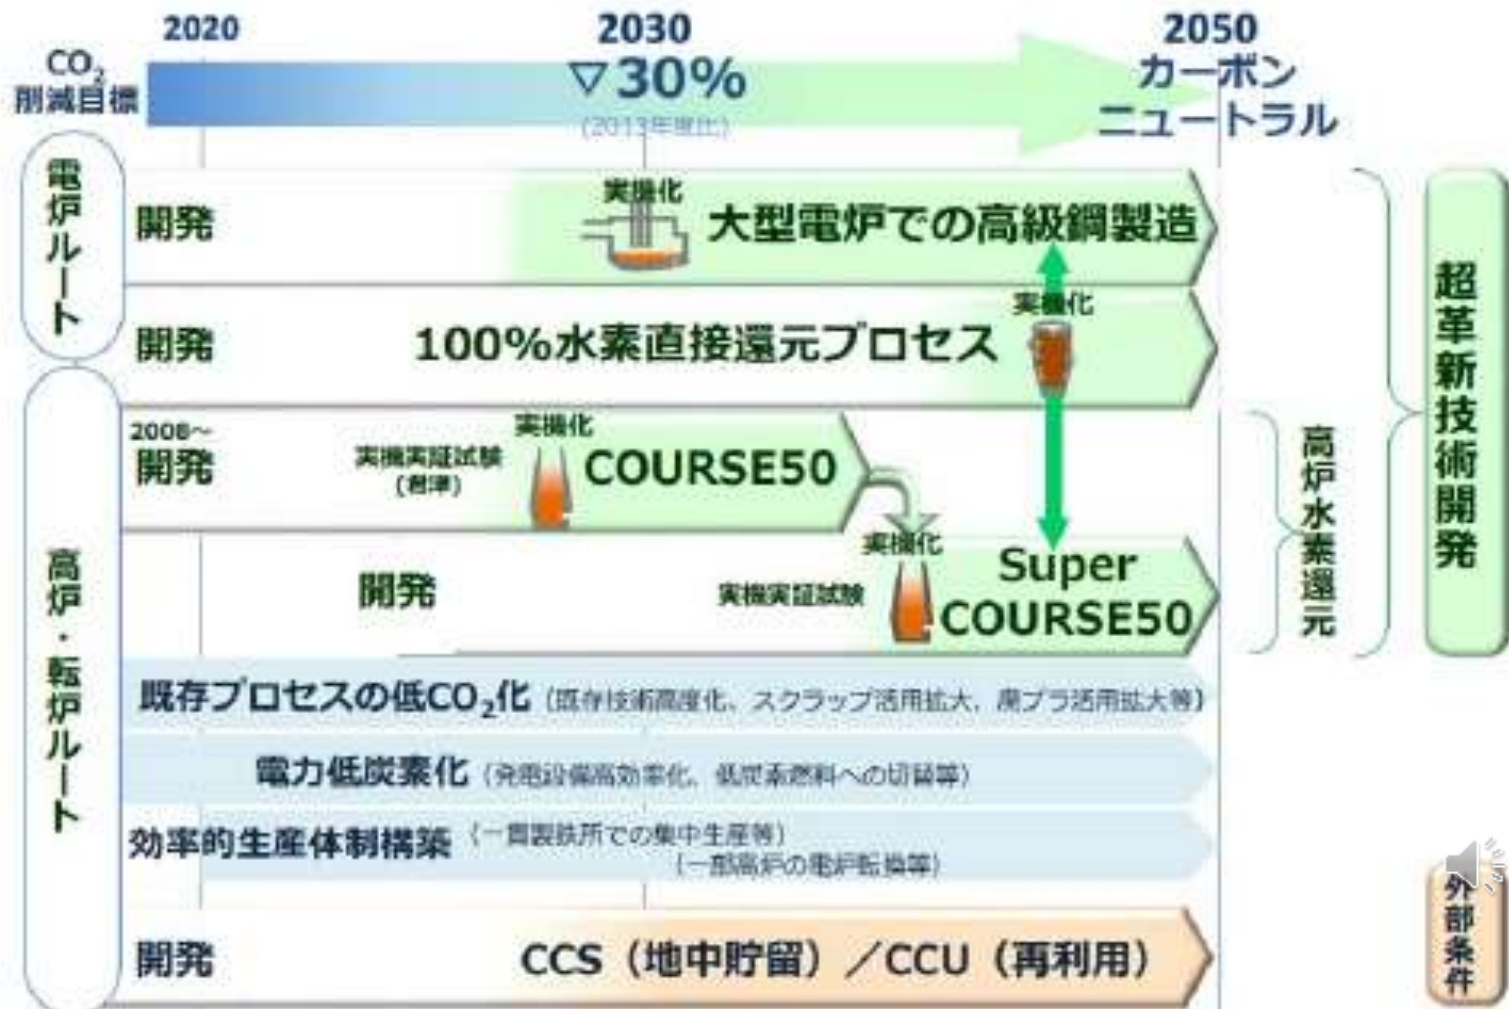 2020
2030
2050
CO₂
削減目標
▽30%
(2013年度比)
カーボン
ニュートラル
電炉ルート
開発
実機化
大型電炉での高級鋼製造
開発
100%水素直接還元プロセス
実機化
高炉・転炉ルート
2008～
開発
実機実証試験
(君津)
実機化
COURSE50
開発
実機実証試験
実機化
Super
COURSE50
高炉水素還元
超革新技術開発
既存プロセスの低CO₂化（既存技術高度化、スクラップ活用拡大、廃プラ活用拡大等）
電力低炭素化（発電設備高効率化、低炭素燃料への切替等）
効率的生産体制構築（一貫製鉄所での集中生産等）
（一部高炉の電炉転換等）
開発
CCS（地中貯留）／CCU（再利用）
外部条件